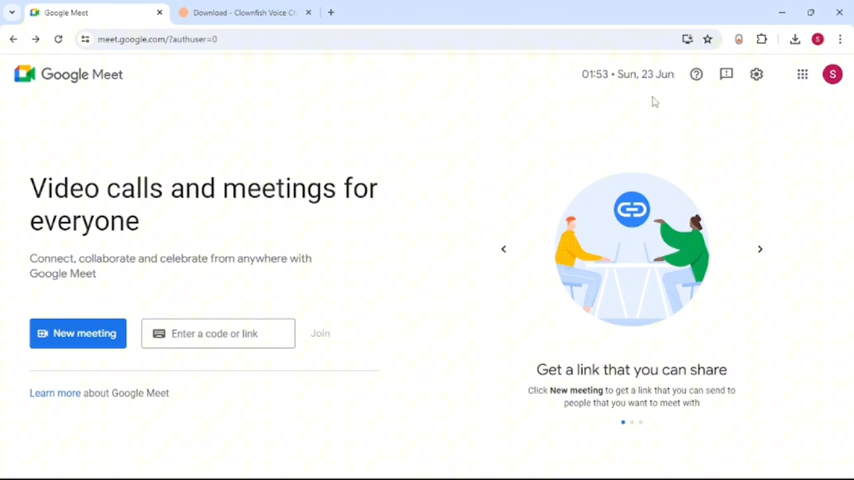 Google Meet
Download - Clownfish Voice Ch
meet.google.com/?authuser=0
S
Google Meet
01:53 • Sun, 23 Jun
S
Video calls and meetings for
everyone
Connect, collaborate and celebrate from anywhere with
Google Meet
New meeting
Enter a code or link
Join
Learn more about Google Meet
Get a link that you can share
Click New meeting to get a link that you can send to
people that you want to meet with